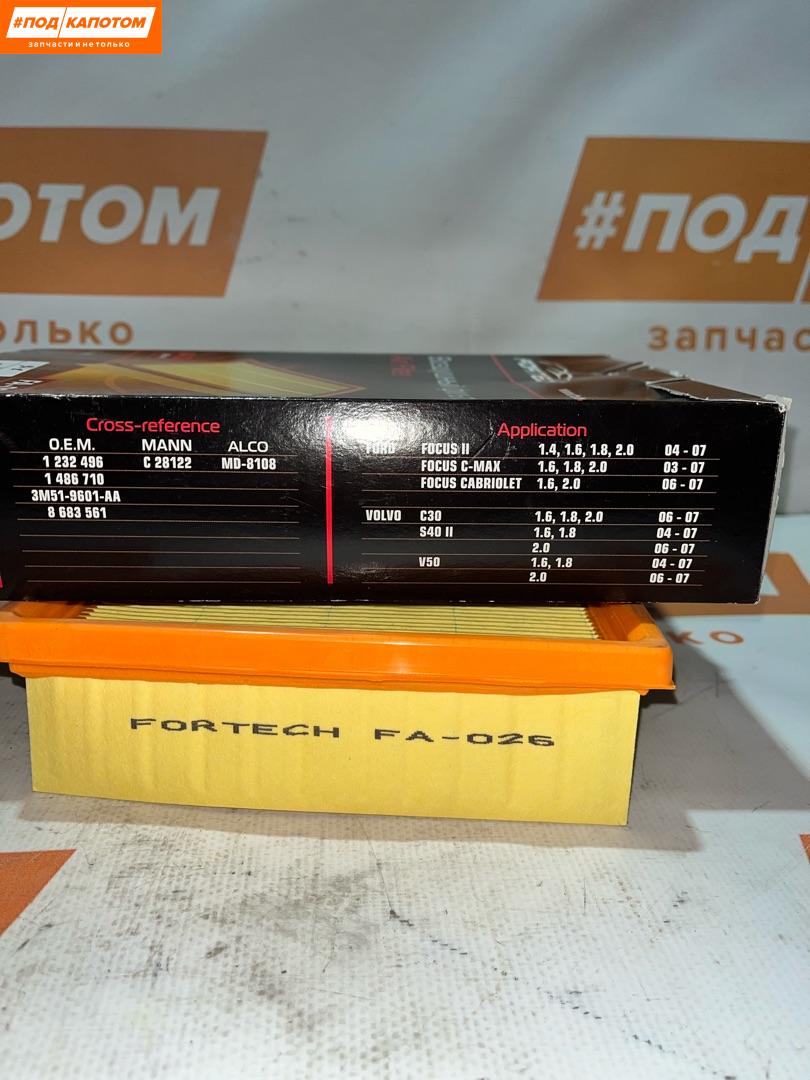 #ПОД КАПОТОМ
запчасти и не только
ПОТОМ
#ПОД
олько
запчас
Cross-reference
O.E.M. MANN ALCO
1 232 496 C 28122 MD-8108
1 486 710
3M51-9601-AA
8 683 561
Application
FORD FOCUS II 1.4, 1.6, 1.8, 2.0 04 - 07
FOCUS C-MAX 1.6, 1.8, 2.0 03 - 07
FOCUS CABRIOLET 1.6, 2.0 06 - 07
VOLVO C30 1.6, 1.8, 2.0 06 - 07
S40 II 1.6, 1.8 04 - 07
2.0 06 - 07
V50 1.6, 1.8 04 - 07
2.0 06 - 07
FORTECH FA-026